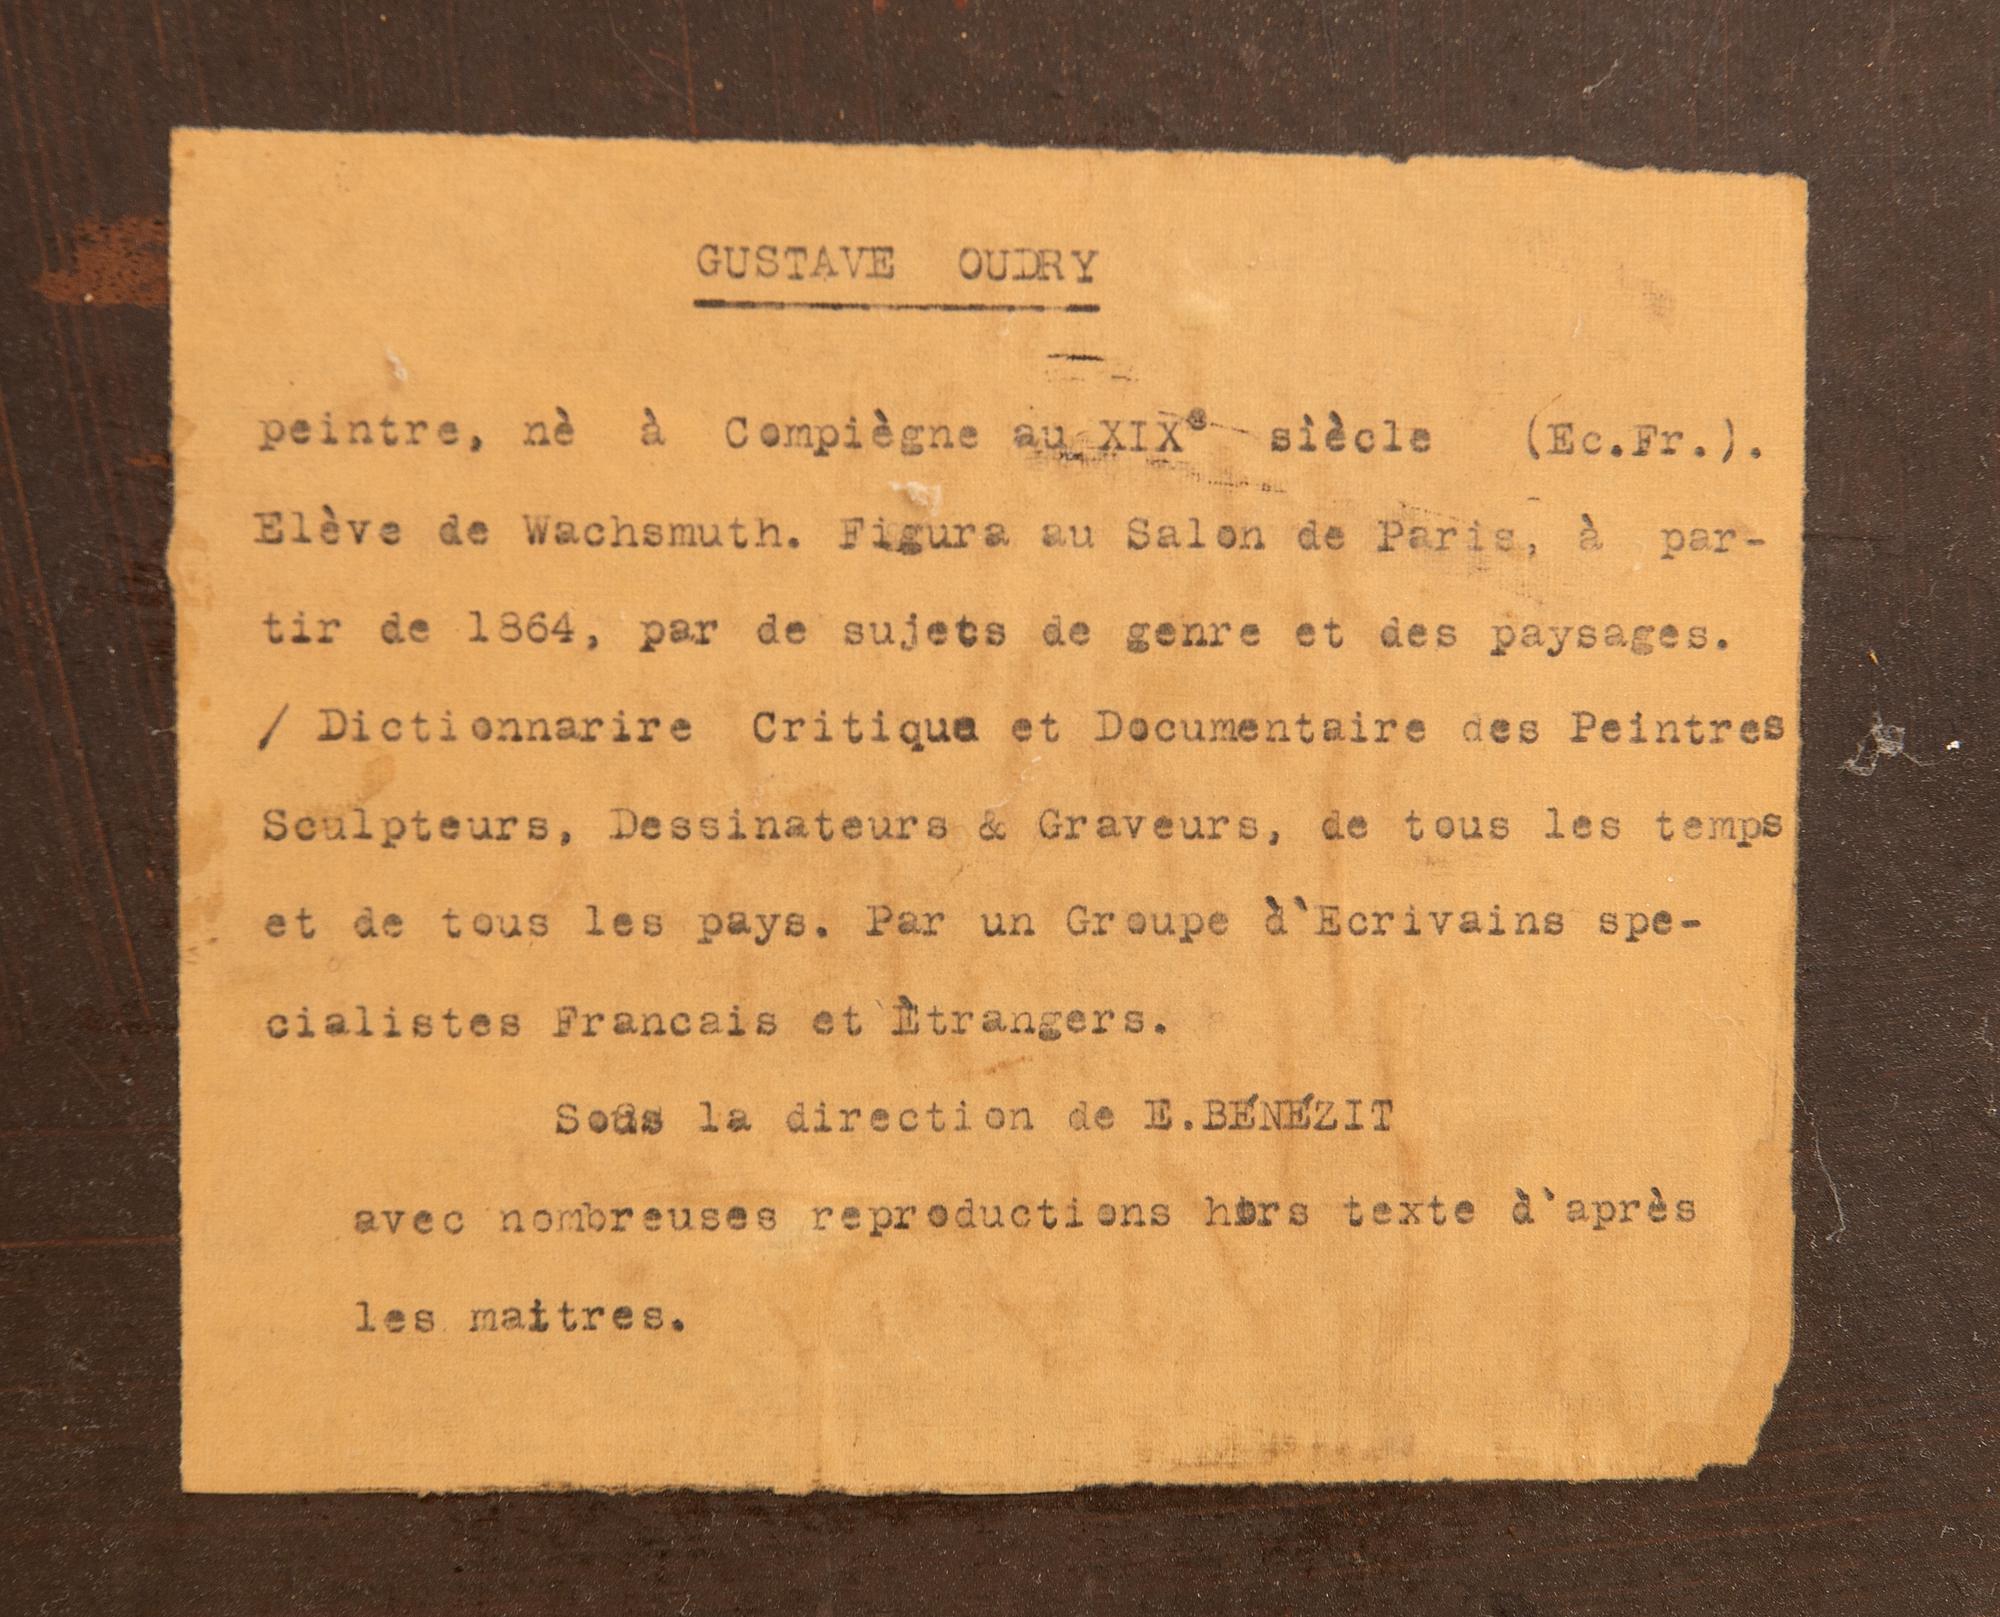 GUSTAVE OUDRY
peintre, nè à Compiègne au XIXe siècle (Ec.Fr.).
Elève de Wachsmuth. Figura au Salon de Paris, à par-
tir de 1864, par de sujets de genre et des paysages.
/ Dictionnarire Critique et Documentaire des Peintres
Sculpteurs, Dessinateurs & Graveurs, de tous les temps
et de tous les pays. Par un Groupe d'Ecrivains spe-
cialistes Francais et Ètrangers.
Sous la direction de E.BÉNÉZIT
avec nombreuses reproductions hors texte d'après
les maitres.